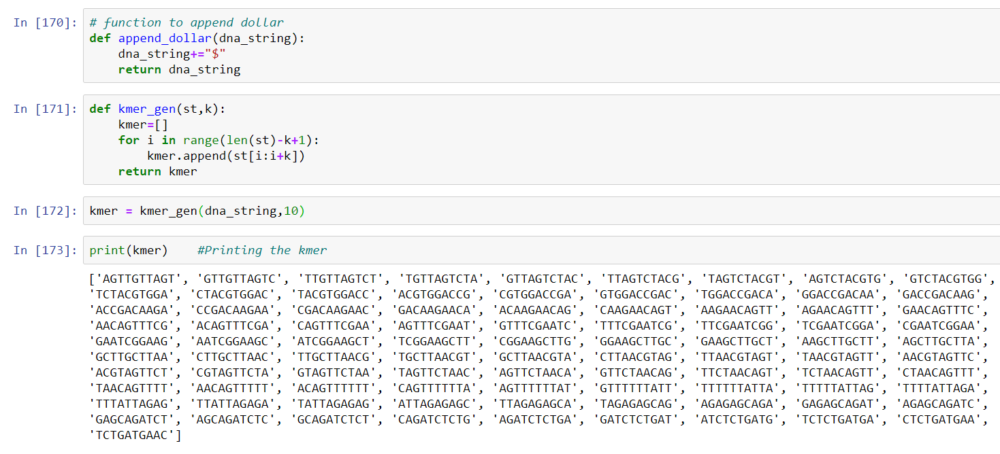 In [170]: # function to append dollar
def append_dollar(dna_string):
    dna_string+="$"
    return dna_string
In [171]: def kmer_gen(st,k):
    kmer=[]
    for i in range(len(st)-k+1):
        kmer.append(st[i:i+k])
    return kmer
In [172]: kmer = kmer_gen(dna_string,10)
In [173]: print(kmer)    #Printing the kmer
['AGTTGTTAGT', 'GTTGTTAGTC', 'TTGTTAGTCT', 'TGTTAGTCTA', 'GTTAGTCTAC', 'TTAGTCTACG', 'TAGTCTACGT', 'AGTCTACGTG', 'GTCTACGTGG',
'TCTACGTGGA', 'CTACGTGGAC', 'TACGTGGACC', 'ACGTGGACCG', 'CGTGGACCGA', 'GTGGACCGAC', 'TGGACCGACA', 'GGACCGACAA', 'GACCGACAAG',
'ACCGACAAGA', 'CCGACAAGAA', 'CGACAAGAAC', 'GACAAGAACA', 'ACAAGAACAG', 'CAAGAACAGT', 'AAGAACAGTT', 'AGAACAGTTT', 'GAACAGTTTC',
'AACAGTTTCG', 'ACAGTTTCGA', 'CAGTTTCGAA', 'AGTTTCGAAT', 'GTTTCGAATC', 'TTTCGAATCG', 'TTCGAATCGG', 'TCGAATCGGA', 'CGAATCGGAA',
'GAATCGGAAG', 'AATCGGAAGC', 'ATCGGAAGCT', 'TCGGAAGCTT', 'CGGAAGCTTG', 'GGAAGCTTGC', 'GAAGCTTGCT', 'AAGCTTGCTT', 'AGCTTGCTTA',
'GCTTGCTTAA', 'CTTGCTTAAC', 'TTGCTTAACG', 'TGCTTAACGT', 'GCTTAACGTA', 'CTTAACGTAG', 'TTAACGTAGT', 'TAACGTAGTT', 'AACGTAGTTC',
'ACGTAGTTCT', 'CGTAGTTCTA', 'GTAGTTCTAA', 'TAGTTCTAAC', 'AGTTCTAACA', 'GTTCTAACAG', 'TTCTAACAGT', 'TCTAACAGTT', 'CTAACAGTTT',
'TAACAGTTTT', 'AACAGTTTTT', 'ACAGTTTTTT', 'CAGTTTTTTA', 'AGTTTTTTAT', 'GTTTTTTATT', 'TTTTTTATTA', 'TTTTTATTAG', 'TTTTATTAGA',
'TTTATTAGAG', 'TTATTAGAGA', 'TATTAGAGAG', 'ATTAGAGAGC', 'TTAGAGAGCA', 'TAGAGAGCAG', 'AGAGAGCAGA', 'GAGAGCAGAT', 'AGAGCAGATC',
'GAGCAGATCT', 'AGCAGATCTC', 'GCAGATCTCT', 'CAGATCTCTG', 'AGATCTCTGA', 'GATCTCTGAT', 'ATCTCTGATG', 'TCTCTGATGA', 'CTCTGATGAA',
'TCTGATGAAC']